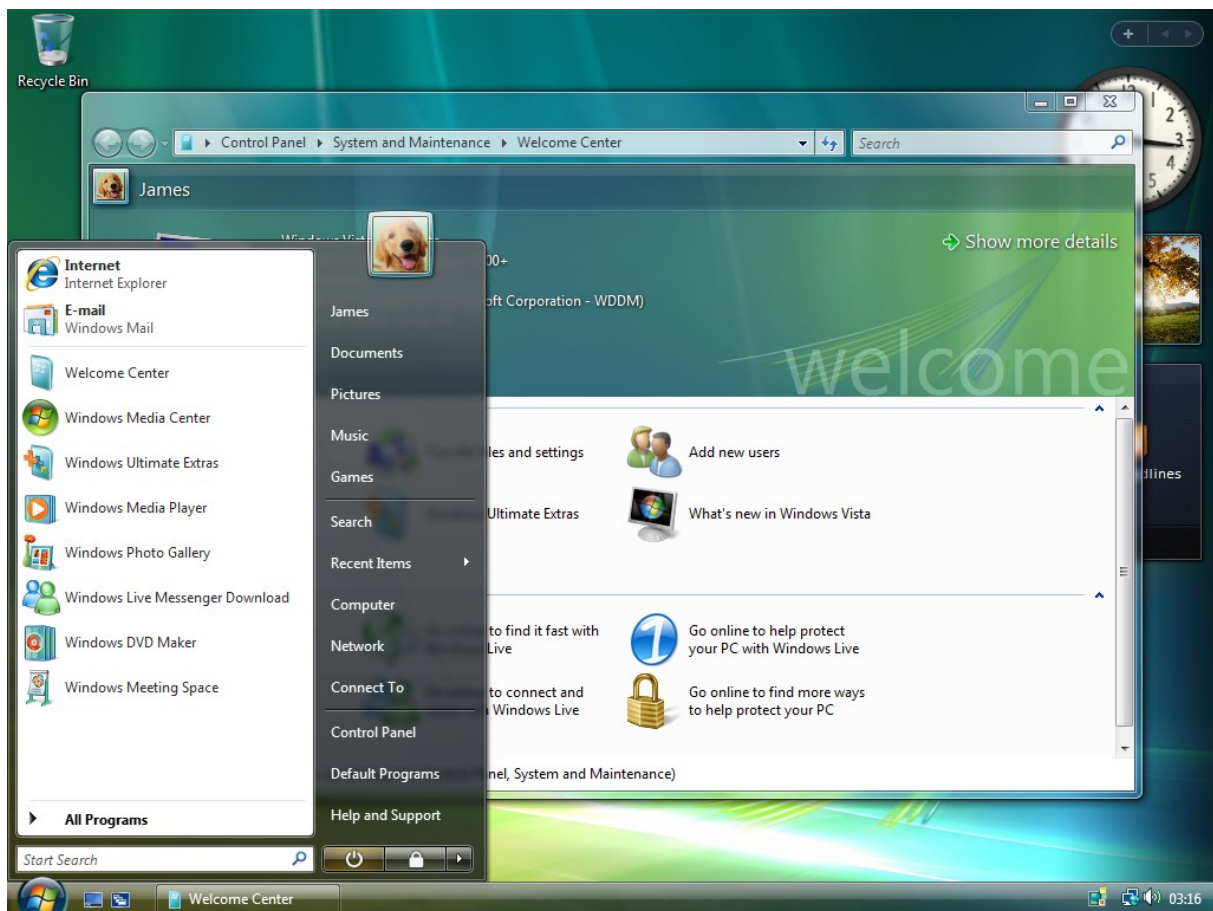 Recycle Bin
Control Panel
System and Maintenance
Welcome Center
Search
James
Show more details
00+
oft Corporation - WDDM)
welcome
les and settings
Add new users
Ultimate Extras
What's new in Windows Vista
to find it fast with
Live
Go online to help protect
your PC with Windows Live
to connect and
Windows Live
Go online to find more ways
to help protect your PC
nel, System and Maintenance)
Internet
Internet Explorer
E-mail
Windows Mail
Welcome Center
Windows Media Center
Windows Ultimate Extras
Windows Media Player
Windows Photo Gallery
Windows Live Messenger Download
Windows DVD Maker
Windows Meeting Space
All Programs
Start Search
James
Documents
Pictures
Music
Games
Search
Recent Items
Computer
Network
Connect To
Control Panel
Default Programs
Help and Support
12
1
2
3
4
5
dlines
Welcome Center
03:16